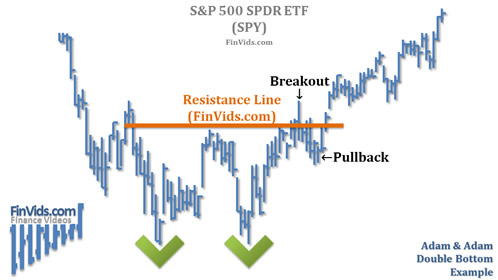 S&P 500 SPDR ETF
(SPY)
FinVids.com
Breakout
↓
Resistance Line
(FinVids.com)
←Pullback
FinVids.com
Finance Videos
Adam & Adam
Double Bottom
Example